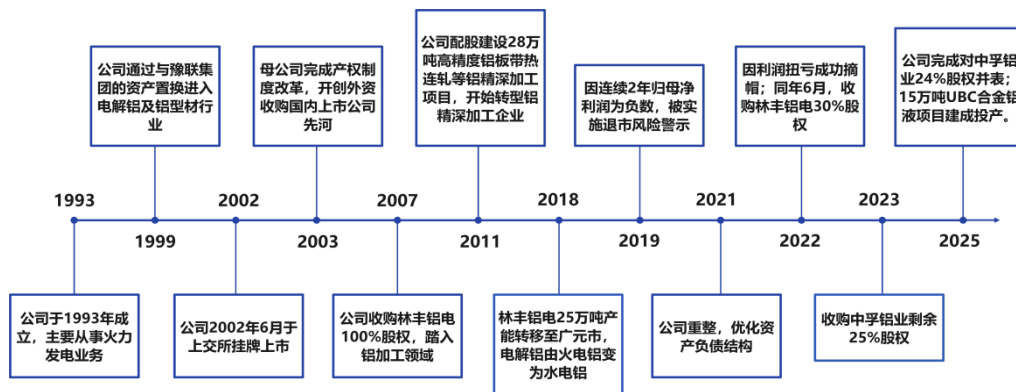 公司通过与豫联集
团的资产置换进入
电解铝及铝型材行
业
母公司完成产权制
度改革，开创外资
收购国内上市公司
先河
公司配股建设28万
吨高精度铝板带热
连轧等铝精深加工
项目，开始转型铝
精深加工企业
因连续2年归母净
利润为负数，被实
施退市风险警示
因利润扭亏成功摘
帽；同年6月，收
购林丰铝电30%股
权
公司完成对中孚铝
业24%股权并表；
15万吨UBC合金铝
液项目建成投产。
1993
2002
2007
2018
2021
2023
1999
2003
2011
2019
2022
2025
公司于1993年成
立，主要从事火力
发电业务
公司2002年6月于
上交所挂牌上市
公司收购林丰铝电
100%股权，踏入
铝加工领域
林丰铝电25万吨产
能转移至广元市，
电解铝由火电铝变
为水电铝
公司重整，优化资
产负债结构
收购中孚铝业剩余
25%股权